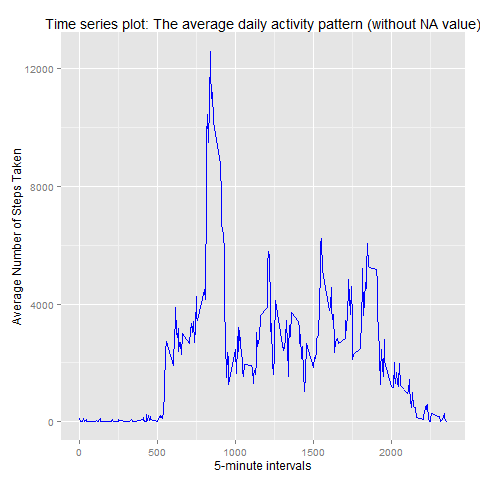 Time series plot: The average daily activity pattern (without NA value)
12000
8000
4000
0
Average Number of Steps Taken
0 500 1000 1500 2000
5-minute intervals